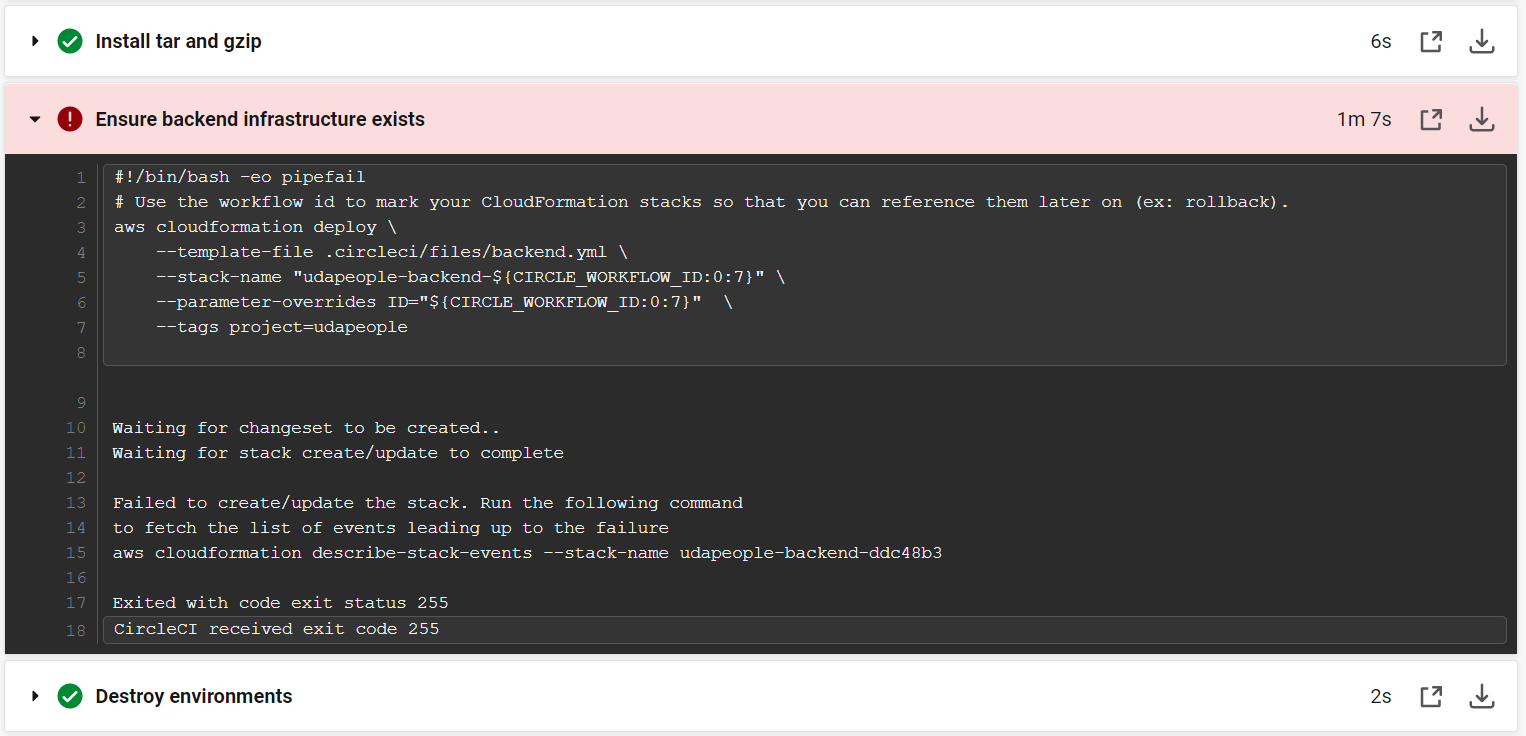 Install tar and gzip 6s
Ensure backend infrastructure exists 1m 7s
1 #!/bin/bash -eo pipefail
2 # Use the workflow id to mark your CloudFormation stacks so that you can reference them later on (ex: rollback).
3 aws cloudformation deploy \
4     --template-file .circleci/files/backend.yml \
5     --stack-name "udapeople-backend-${CIRCLE_WORKFLOW_ID:0:7}" \
6     --parameter-overrides ID="${CIRCLE_WORKFLOW_ID:0:7}"  \
7     --tags project=udapeople
8
9
10 Waiting for changeset to be created..
11 Waiting for stack create/update to complete
12
13 Failed to create/update the stack. Run the following command
14 to fetch the list of events leading up to the failure
15 aws cloudformation describe-stack-events --stack-name udapeople-backend-ddc48b3
16
17 Exited with code exit status 255
18 CircleCI received exit code 255
Destroy environments 2s